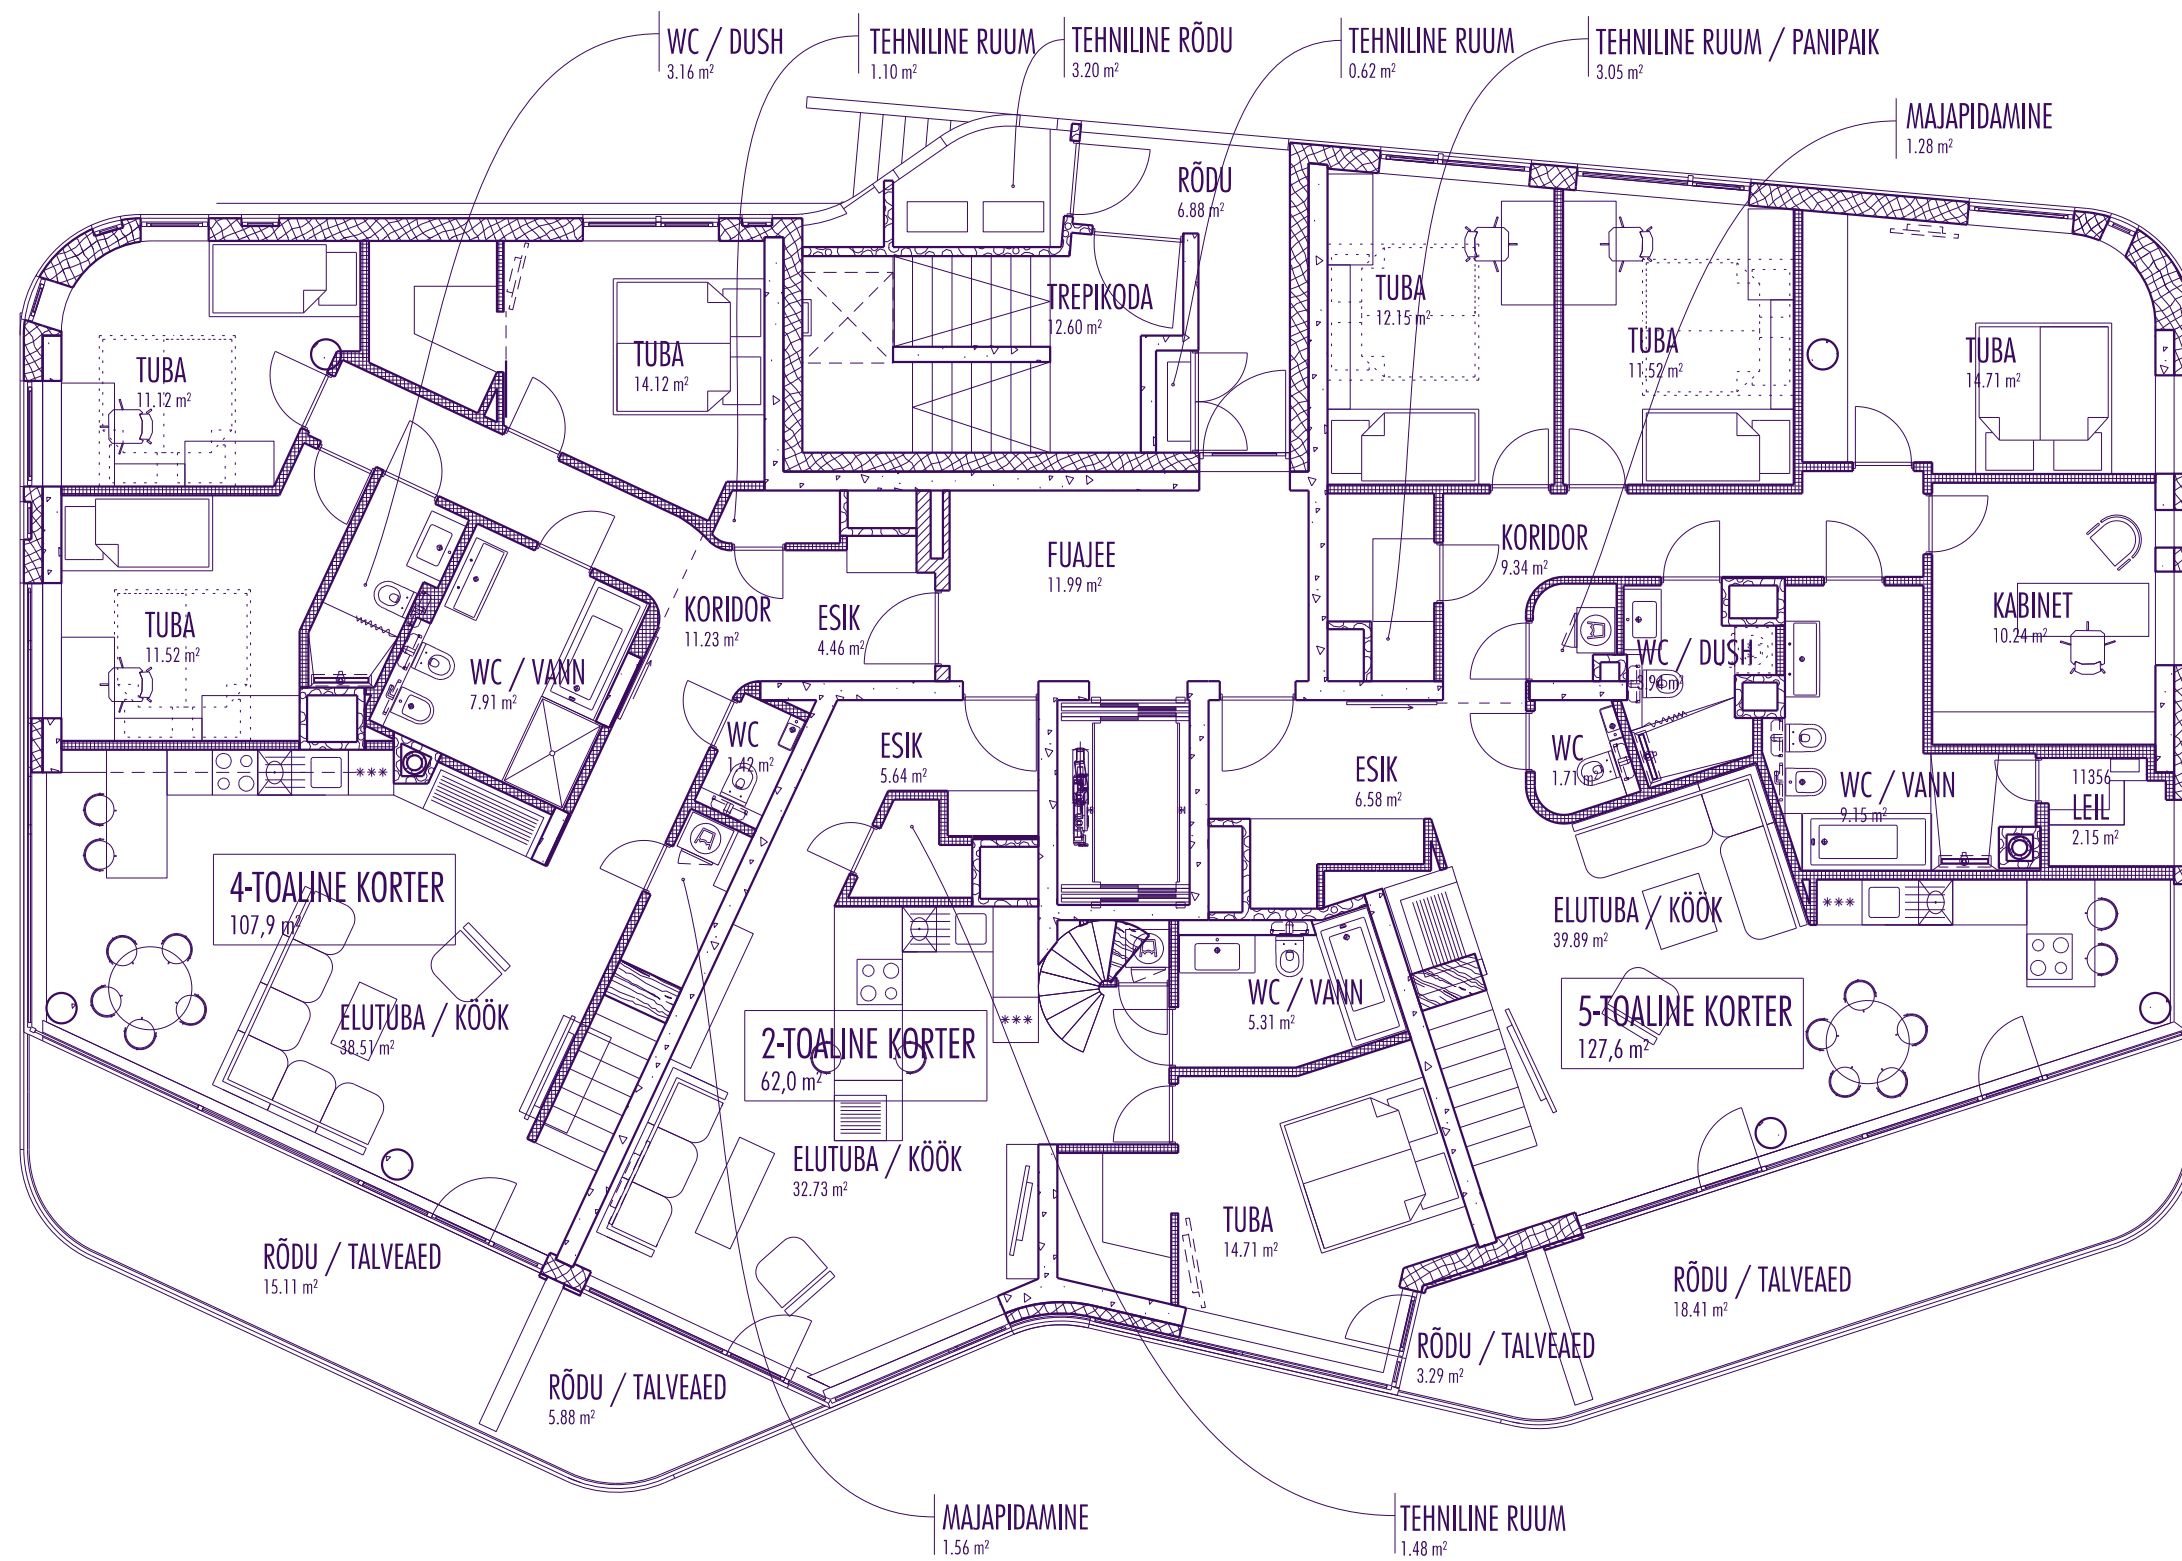 WC / DUSH
3.16 m²
TEHNILINE RUUM
1.10 m²
TEHNILINE RÕDU
3.20 m²
TEHNILINE RUUM
0.62 m²
TEHNILINE RUUM / PANIPAIK
3.05 m²
MAJAPIDAMINE
1.28 m²
RÕDU
6.88 m²
TREPIKODA
12.60 m²
TUBA
12.15 m²
TUBA
11.52 m²
TUBA
14.71 m²
TUBA
11.12 m²
TUBA
14.12 m²
FUAJEE
11.99 m²
KORIDOR
9.34 m²
KABINET
10.24 m²
TUBA
11.52 m²
KORIDOR
11.23 m²
ESIK
4.46 m²
WC / VANN
7.91 m²
WC / DUSH
WC
1.42 m²
ESIK
5.64 m²
ESIK
6.58 m²
WC
1.71 m²
WC / VANN
9.15 m²
11356
LEIL
2.15 m²
4-TOALINE KORTER
107,9 m²
ELUTUBA / KÖÖK
39.89 m²
ELUTUBA / KÖÖK
38.51 m²
2-TOALINE KORTER
62,0 m²
WC / VANN
5.31 m²
5-TOALINE KORTER
127,6 m²
ELUTUBA / KÖÖK
32.73 m²
TUBA
14.71 m²
RÕDU / TALVEAED
15.11 m²
RÕDU / TALVEAED
18.41 m²
RÕDU / TALVEAED
5.88 m²
RÕDU / TALVEAED
3.29 m²
MAJAPIDAMINE
1.56 m²
TEHNILINE RUUM
1.48 m²